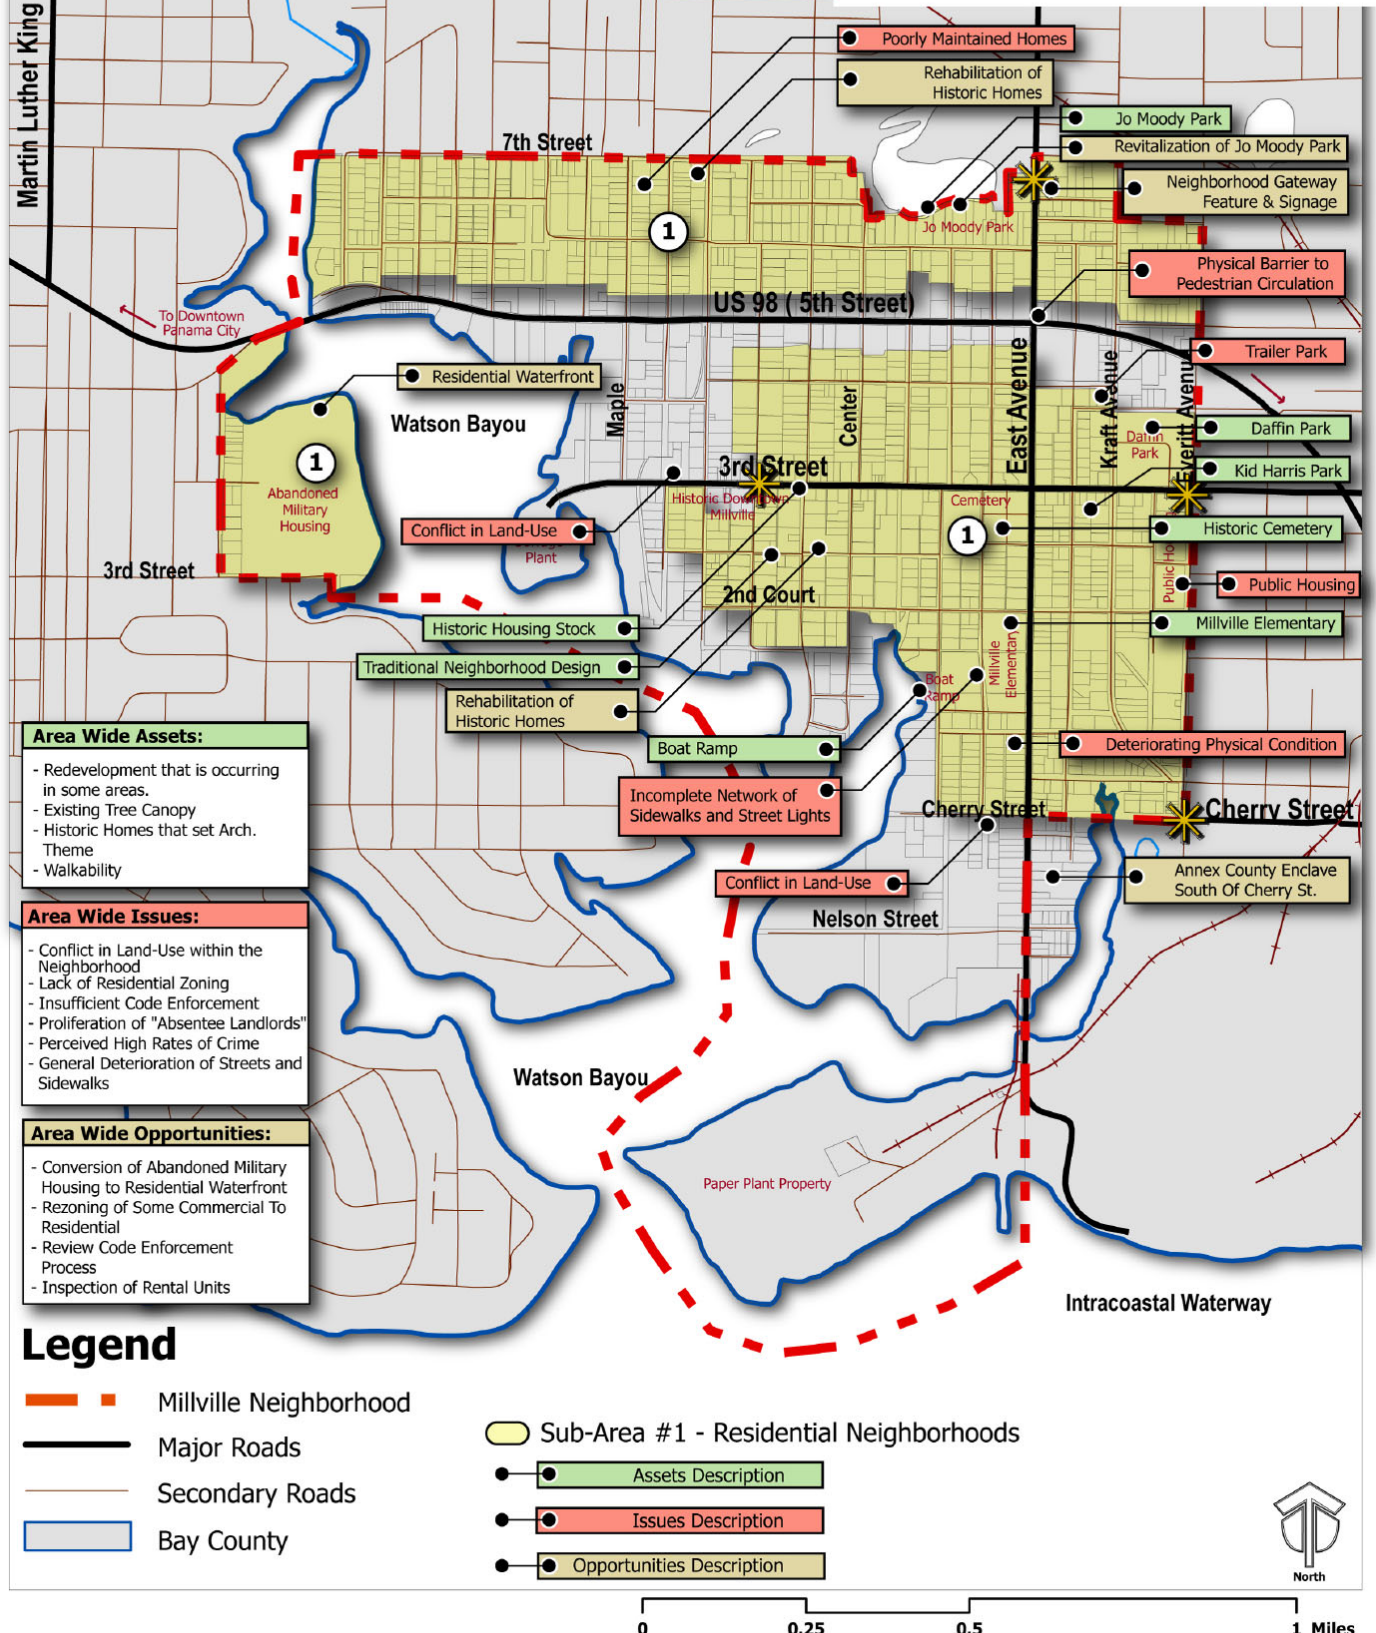 Martin Luther King
Poorly Maintained Homes
Rehabilitation of
Historic Homes
Jo Moody Park
Revitalization of Jo Moody Park
7th Street
Neighborhood Gateway
Feature & Signage
1
Jo Moody Park
Physical Barrier to
Pedestrian Circulation
To Downtown
Panama City
US 98 ( 5th Street)
Trailer Park
Residential Waterfront
Maple
Center
East Avenue
Kraft Avenue
Everitt Avenue
Watson Bayou
Daffin Park
Daffin
Park
1
3rd Street
Kid Harris Park
Abandoned
Military
Housing
Historic Downtown
Millville
Cemetery
Conflict in Land-Use
1
Historic Cemetery
Plant
3rd Street
2nd Court
Public Housing
Historic Housing Stock
Millville Elementary
Traditional Neighborhood Design
Millville
Elementary
Rehabilitation of
Historic Homes
Boat
Ramp
Boat Ramp
Deteriorating Physical Condition
Incomplete Network of
Sidewalks and Street Lights
Cherry Street
Cherry Street
Conflict in Land-Use
Annex County Enclave
South Of Cherry St.
Nelson Street
Area Wide Assets:
- Redevelopment that is occurring
in some areas.
- Existing Tree Canopy
- Historic Homes that set Arch.
Theme
- Walkability
Area Wide Issues:
- Conflict in Land-Use within the
Neighborhood
- Lack of Residential Zoning
- Insufficient Code Enforcement
- Proliferation of "Absentee Landlords"
- Perceived High Rates of Crime
- General Deterioration of Streets and
Sidewalks
Watson Bayou
Area Wide Opportunities:
- Conversion of Abandoned Military
Housing to Residential Waterfront
- Rezoning of Some Commercial To
Residential
- Review Code Enforcement
Process
- Inspection of Rental Units
Paper Plant Property
Intracoastal Waterway
Legend
Millville Neighborhood
Major Roads
Secondary Roads
Bay County
Sub-Area #1 - Residential Neighborhoods
Assets Description
Issues Description
Opportunities Description
North
0 0.25 0.5 1 Miles